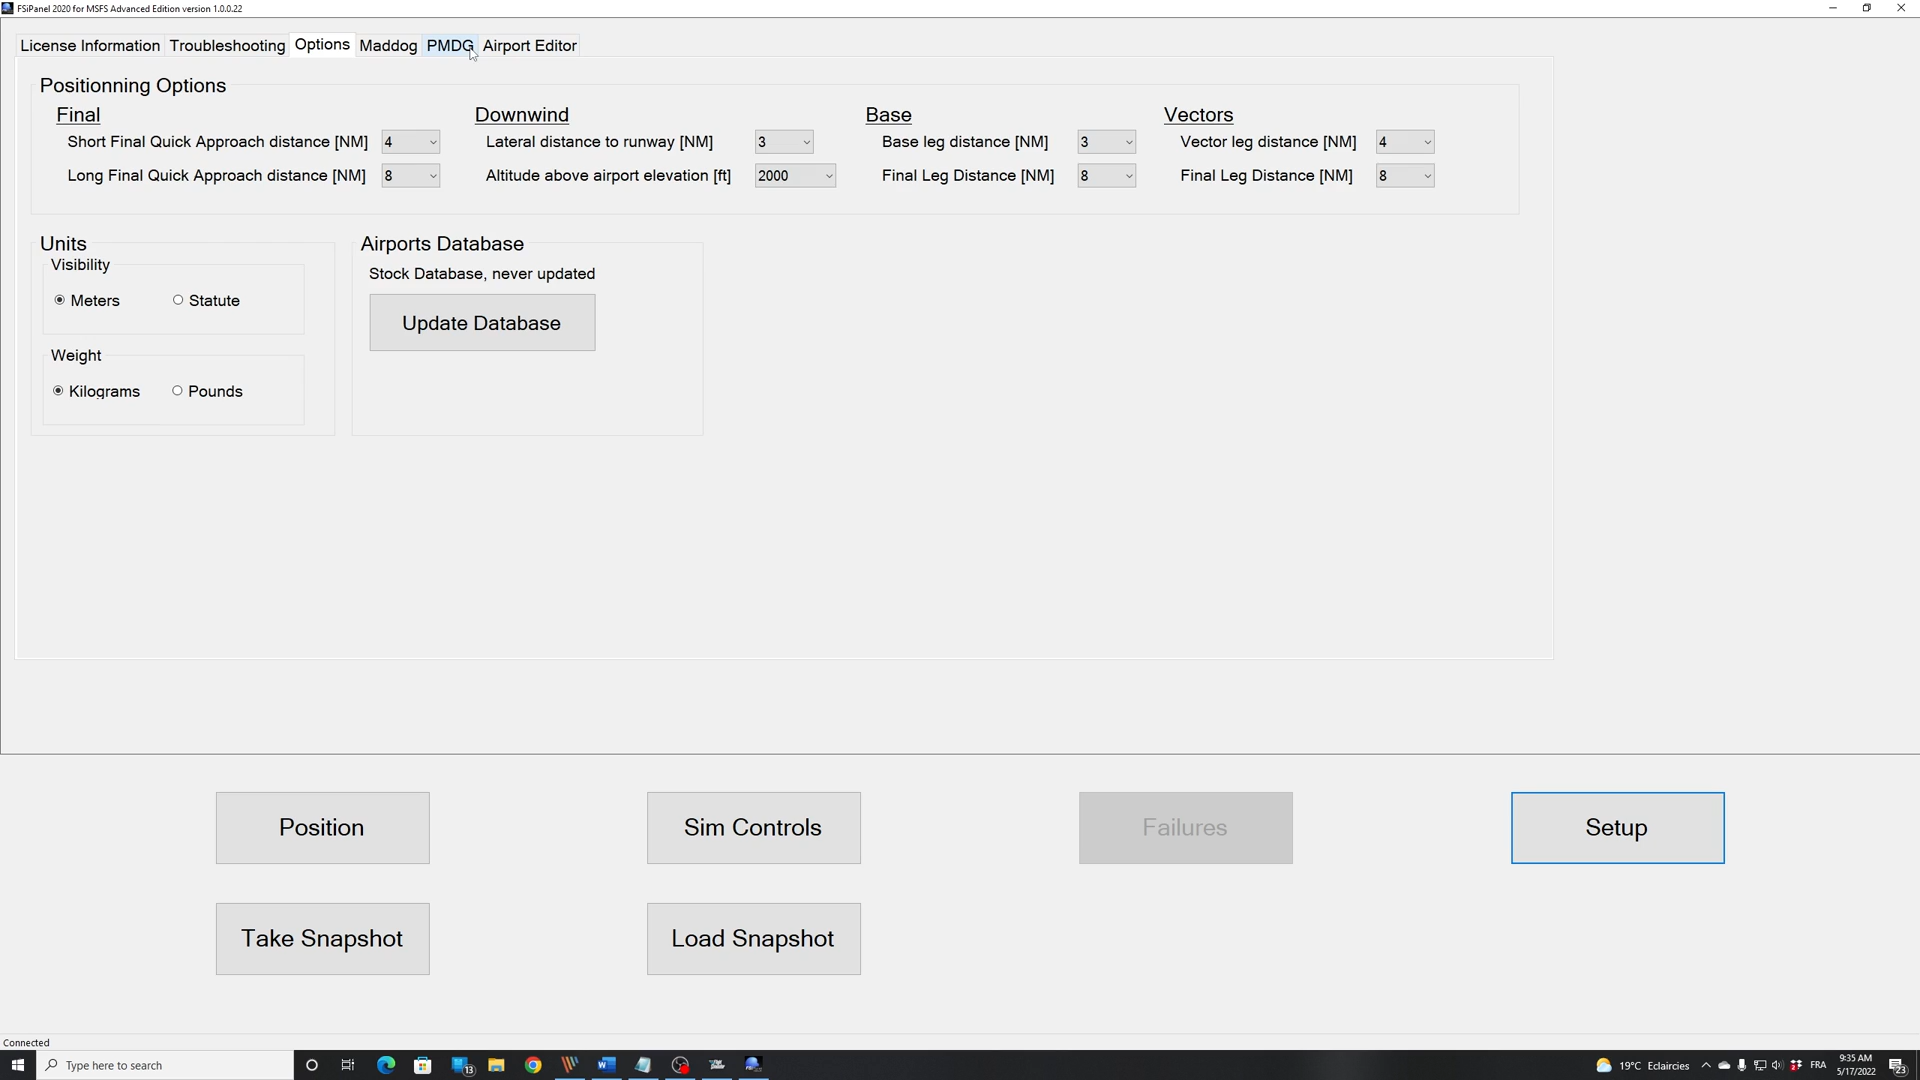 FSiPanel 2020 for MSFS Advanced Edition version 1.0.0.22
License Information Troubleshooting Options Maddog PMDG Airport Editor
Positionning Options
Final Downwind Base Vectors
Short Final Quick Approach distance [NM] 4 Lateral distance to runway [NM] 3 Base leg distance [NM] 3 Vector leg distance [NM] 4
Long Final Quick Approach distance [NM] 8 Altitude above airport elevation [ft] 2000 Final Leg Distance [NM] 8 Final Leg Distance [NM] 8
Units Airports Database
Visibility
Stock Database, never updated
Meters Statute
Update Database
Weight
Kilograms Pounds
Position Sim Controls Failures Setup
Take Snapshot Load Snapshot
Connected
Type here to search
13
19°C Eclaircies
FRA
9:35 AM
5/17/2022
23